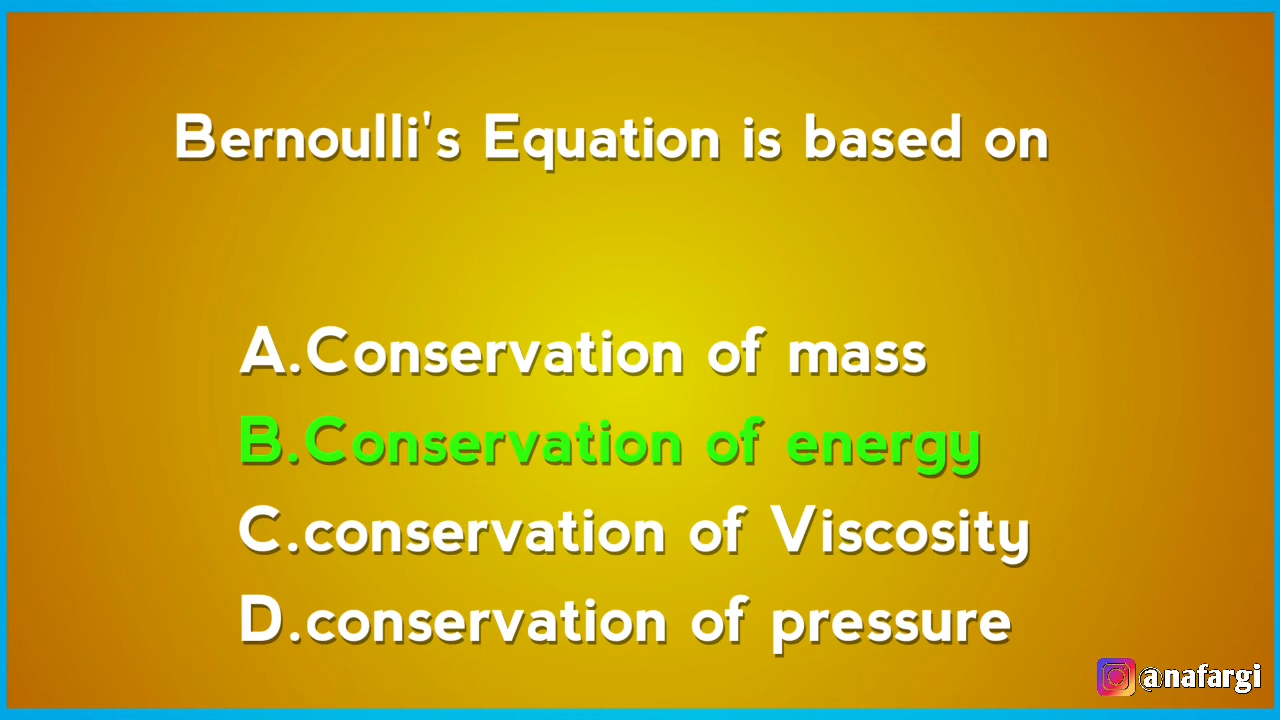 Bernoulli's Equation is based on
A.Conservation of mass
B.Conservation of energy
C.conservation of Viscosity
D.conservation of pressure
@nafargi